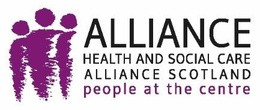 ALLIANCE
HEALTH AND SOCIAL CARE
ALLIANCE SCOTLAND
people at the centre